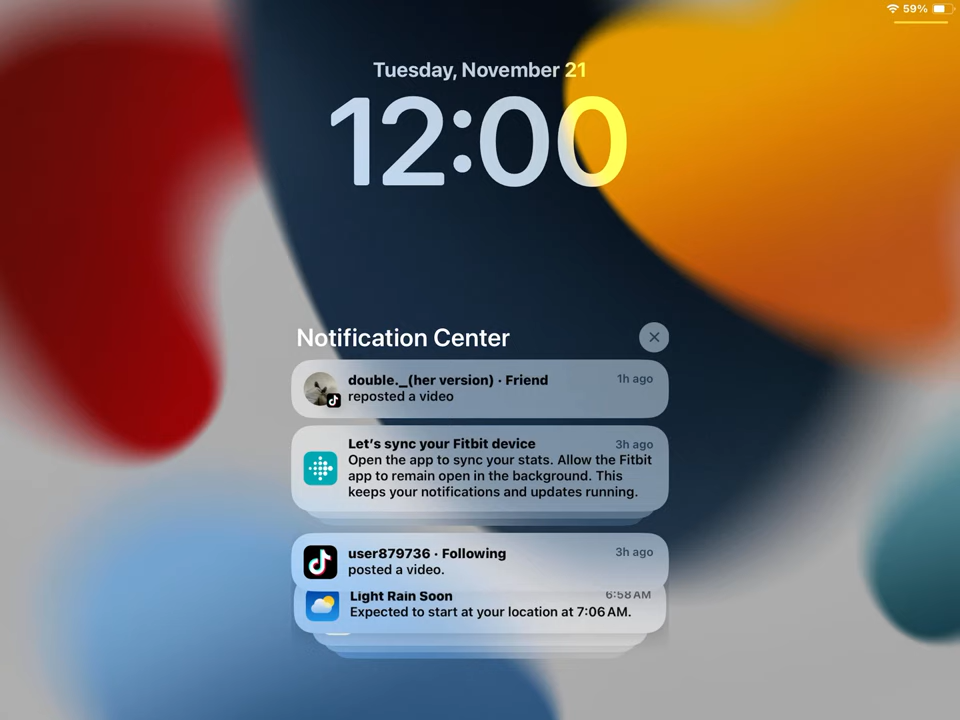 59%
Tuesday, November 21
12:00
Notification Center
double._(her version) · Friend
1h ago
reposted a video
Let's sync your Fitbit device
3h ago
Open the app to sync your stats. Allow the Fitbit
app to remain open in the background. This
keeps your notifications and updates running.
user879736 · Following
3h ago
posted a video.
Light Rain Soon
6:58 AM
Expected to start at your location at 7:06 AM.